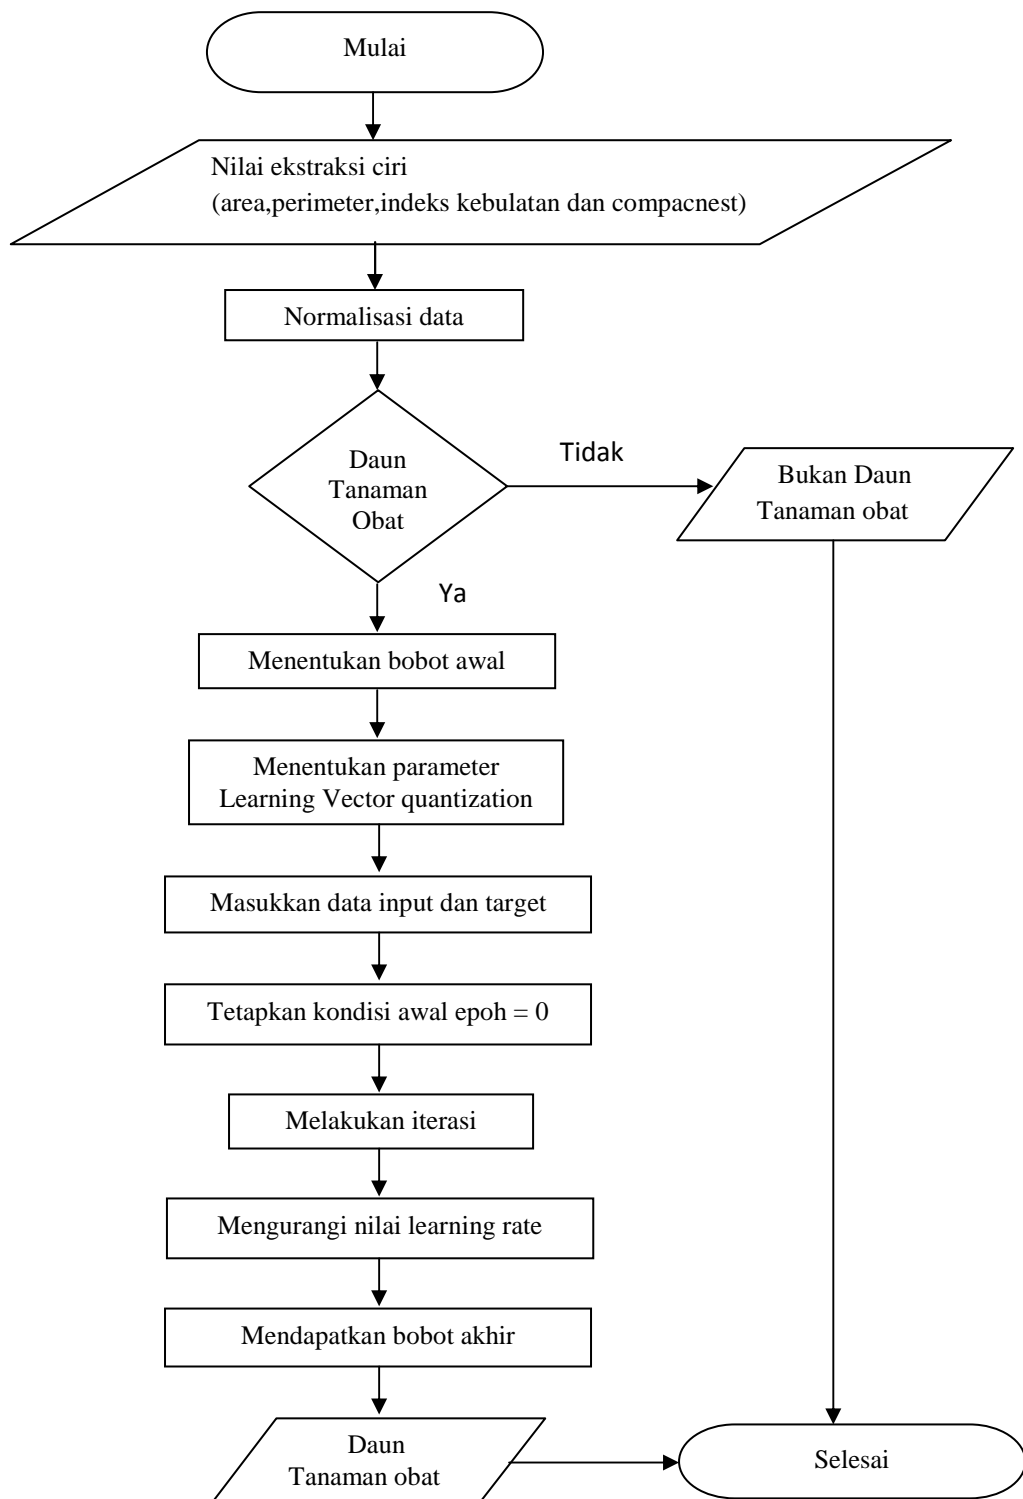 Mulai
Nilai ekstraksi ciri
(area,perimeter,indeks kebulatan dan compacnest)
Normalisasi data
Daun
Tanaman
Obat
Tidak
Bukan Daun
Tanaman obat
Ya
Menentukan bobot awal
Menentukan parameter
Learning Vector quantization
Masukkan data input dan target
Tetapkan kondisi awal epoh = 0
Melakukan iterasi
Mengurangi nilai learning rate
Mendapatkan bobot akhir
Daun
Tanaman obat
Selesai